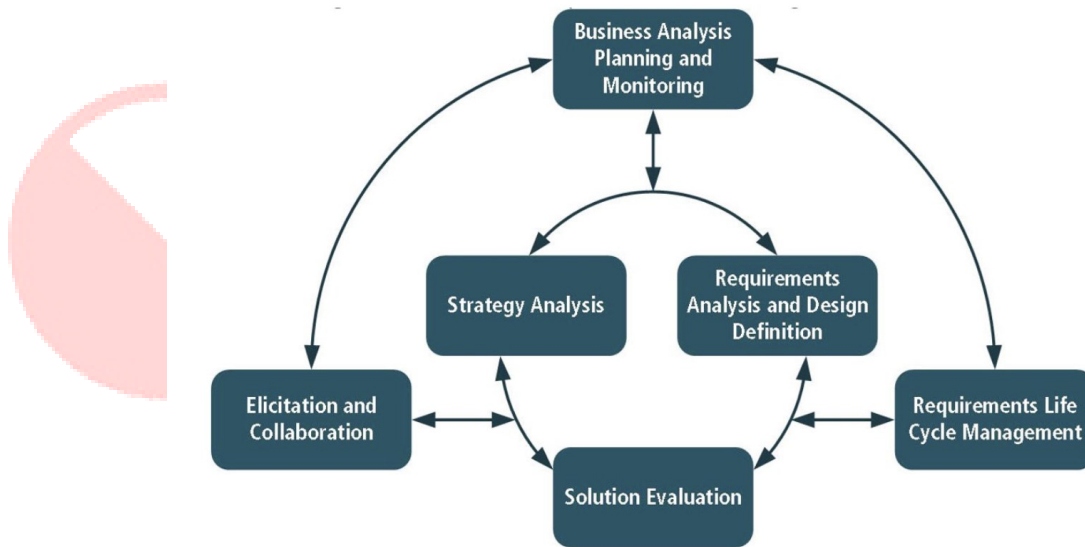 Business Analysis
Planning and
Monitoring
Strategy Analysis
Requirements
Analysis and Design
Definition
Elicitation and
Collaboration
Requirements Life
Cycle Management
Solution Evaluation